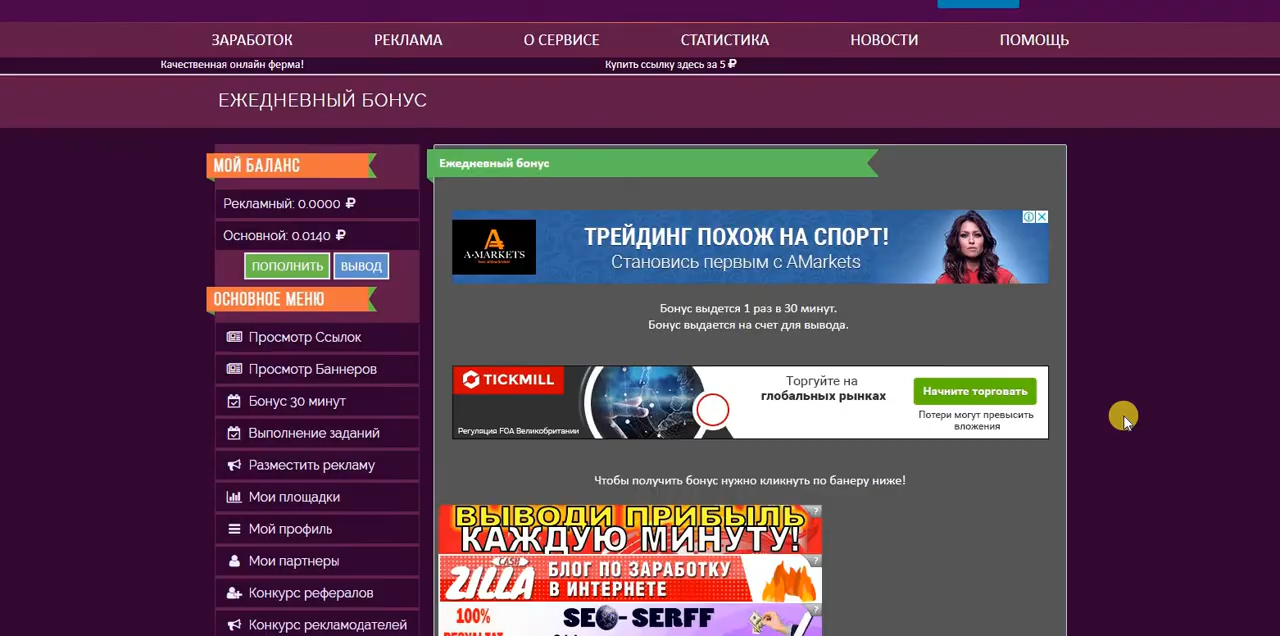 ЗАРАБОТОК РЕКЛАМА О СЕРВИСЕ СТАТИСТИКА НОВОСТИ ПОМОЩЬ
Качественная онлайн ферма! Купить ссылку здесь за 5 ₽
ЕЖЕДНЕВНЫЙ БОНУС
МОЙ БАЛАНС
Рекламный: 0.0000 ₽
Основной: 0.0140 ₽
ПОПОЛНИТЬ ВЫВОД
ОСНОВНОЕ МЕНЮ
Просмотр Ссылок
Просмотр Баннеров
Бонус 30 минут
Выполнение заданий
Разместить рекламу
Мои площадки
Мой профиль
Мои партнеры
Конкурс рефералов
Конкурс рекламодателей
Ежедневный бонус
A·MARKETS
ТРЕЙДИНГ ПОХОЖ НА СПОРТ!
Становись первым с AMarkets
Бонус выдется 1 раз в 30 минут.
Бонус выдается на счет для вывода.
TICKMILL
Регуляция FOA Великобритании
Торгуйте на
глобальных рынках
Начните торговать
Потери могут превысить
вложения
Чтобы получить бонус нужно кликнуть по банеру ниже!
ВЫВОДИ ПРИБЫЛЬ
КАЖДУЮ МИНУТУ!
CASH
ZILLA
БЛОГ ПО ЗАРАБОТКУ
В ИНТЕРНЕТЕ
100%
SEO-SERFF